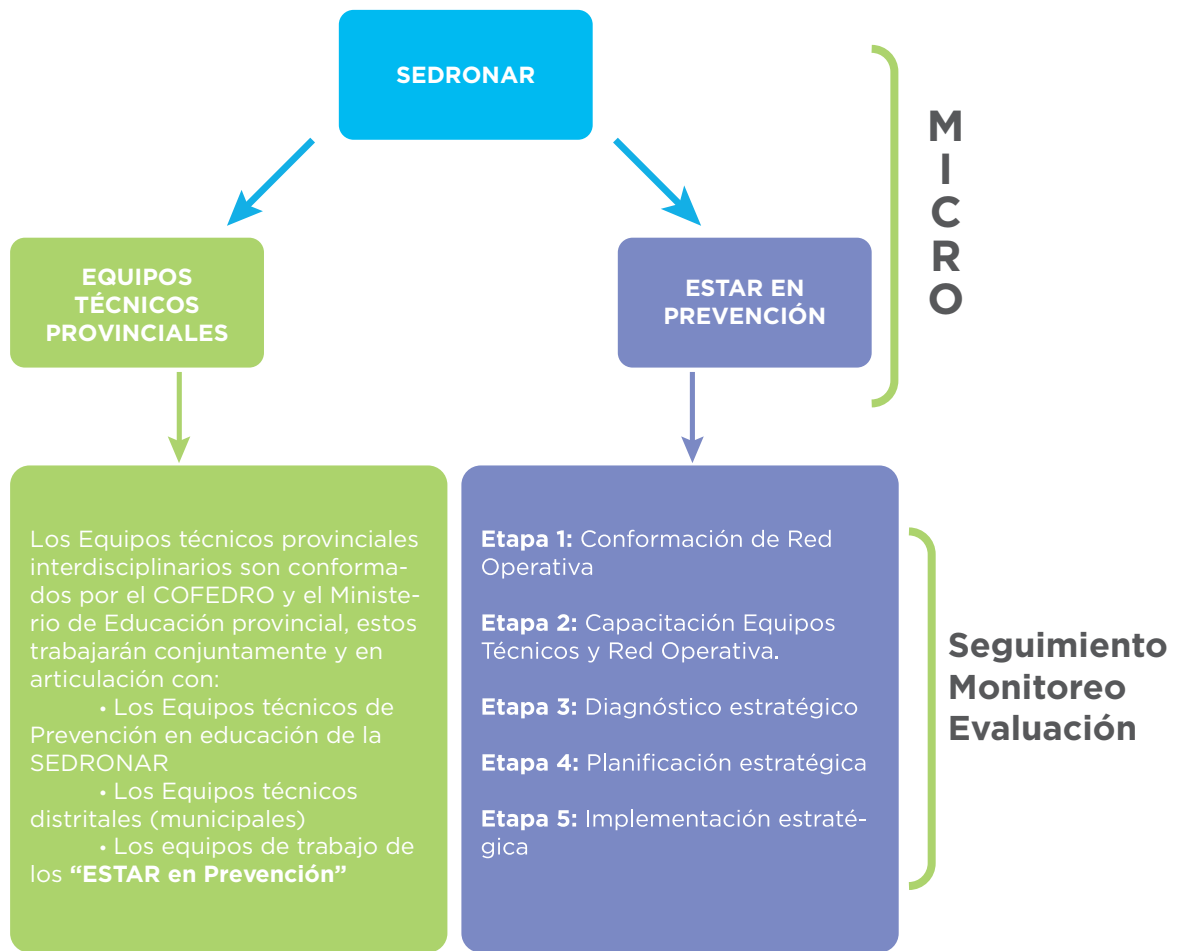 SEDRONAR
M
I
C
R
O
EQUIPOS
TÉCNICOS
PROVINCIALES
ESTAR EN
PREVENCIÓN
Los Equipos técnicos provinciales
interdisciplinarios son conforma-
dos por el COFEDRO y el Ministe-
rio de Educación provincial, estos
trabajarán conjuntamente y en
articulación con:
• Los Equipos técnicos de
Prevención en educación de la
SEDRONAR
• Los Equipos técnicos
distritales (municipales)
• Los equipos de trabajo de
los “ESTAR en Prevención”
Etapa 1: Conformación de Red
Operativa
Etapa 2: Capacitación Equipos
Técnicos y Red Operativa.
Etapa 3: Diagnóstico estratégico
Etapa 4: Planificación estratégica
Etapa 5: Implementación estraté-
gica
Seguimiento
Monitoreo
Evaluación